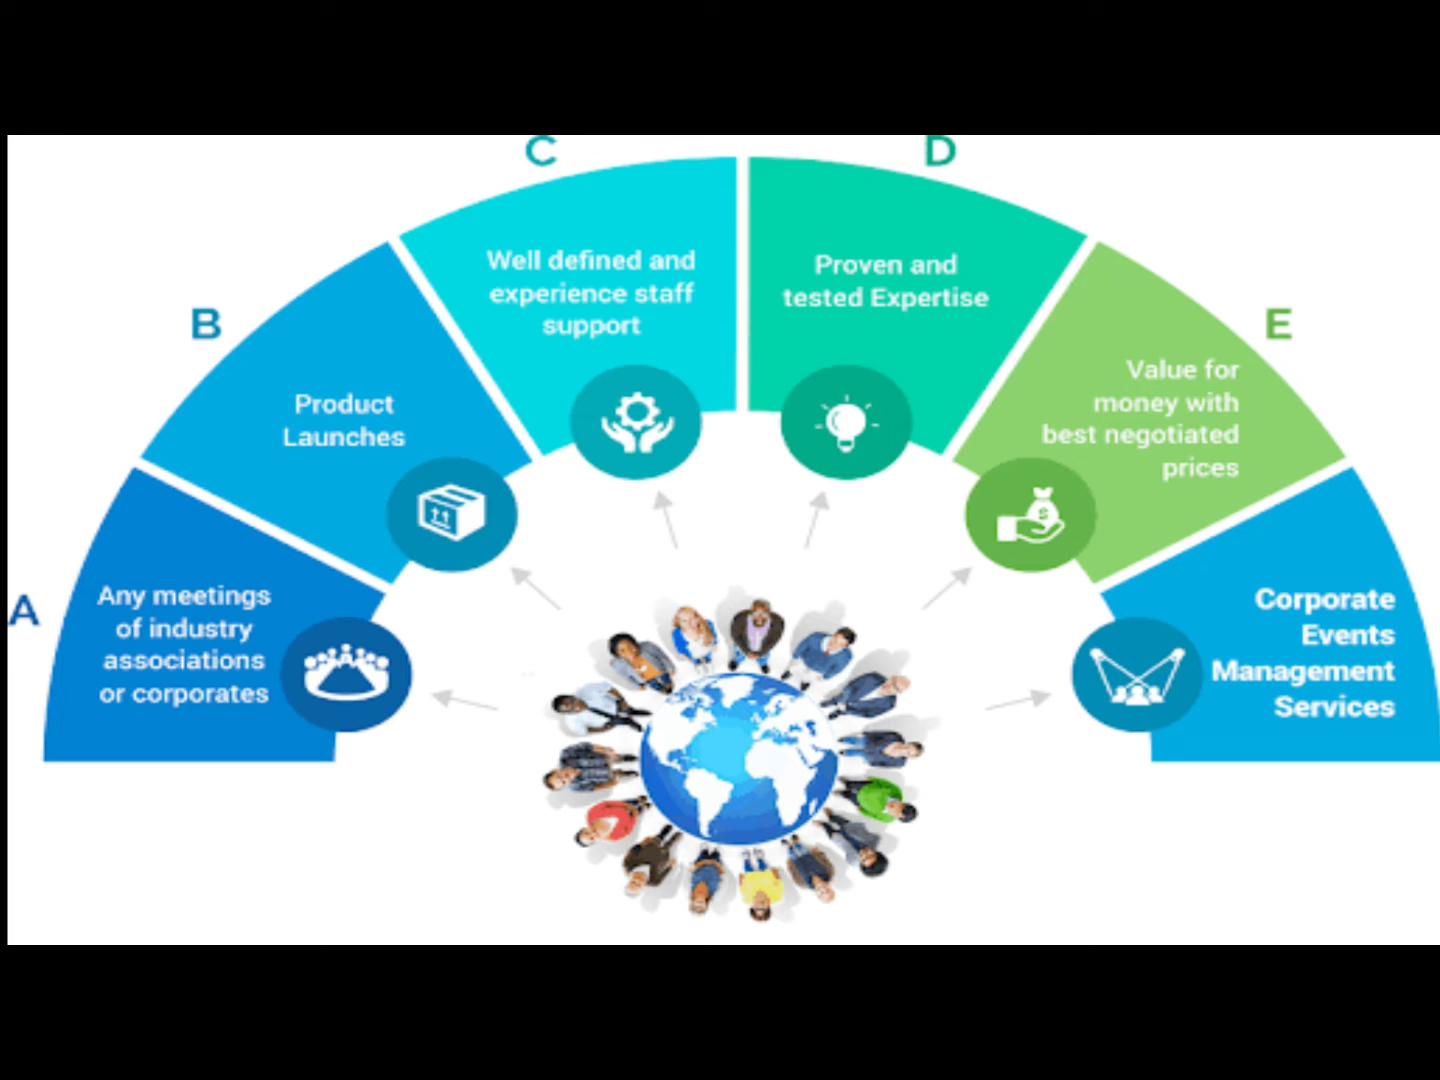 A
Any meetings
of industry
associations
or corporates
B
Product
Launches
C
Well defined and
experience staff
support
D
Proven and
tested Expertise
E
Value for
money with
best negotiated
prices
Corporate
Events
Management
Services